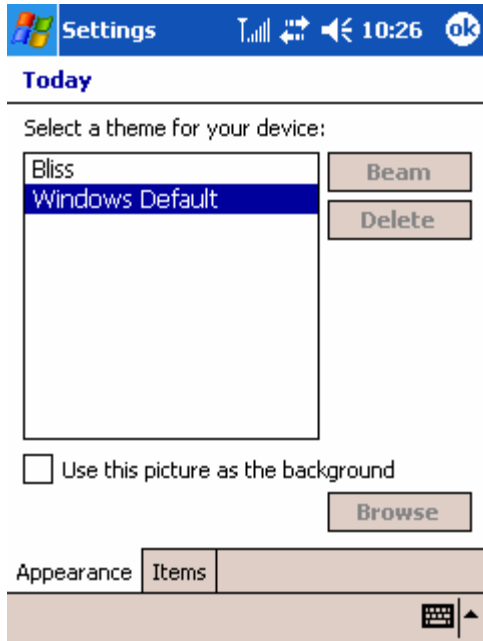 Settings 10:26 ok
Today
Select a theme for your device:
Bliss
Beam
Windows Default
Delete
Use this picture as the background
Browse
Appearance Items